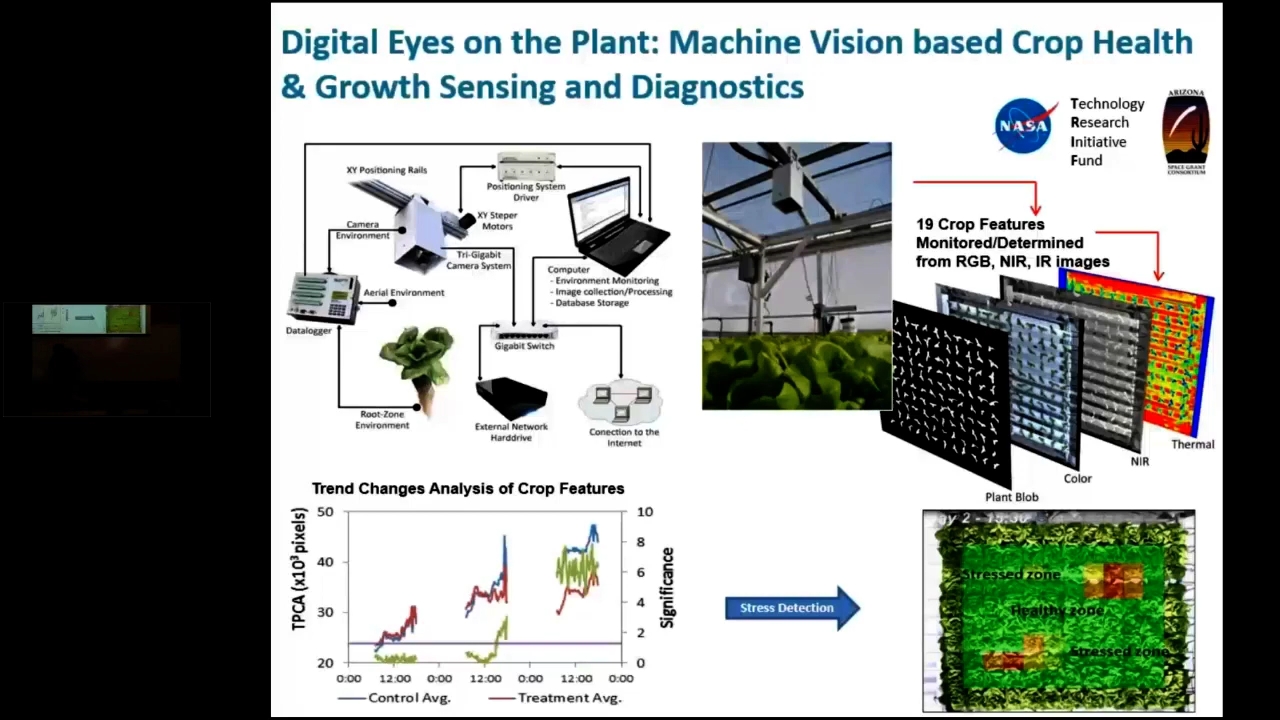 Digital Eyes on the Plant: Machine Vision based Crop Health
& Growth Sensing and Diagnostics
NASA
Technology
Research
Initiative
Fund
ARIZONA
SPACE GRANT
CONSORTIUM
XY Positioning Rails
Positioning System
Driver
XY Steper
Motors
Camera
Environment
Tri-Gigabit
Camera System
Computer
- Environment Monitoring
- Image collection/Processing
- Database Storage
Aerial Environment
Datalogger
Gigabit Switch
Root-Zone
Environment
External Network
Harddrive
Conection to the
Internet
19 Crop Features
Monitored/Determined
from RGB, NIR, IR images
Thermal
NIR
Color
Plant Blob
Trend Changes Analysis of Crop Features
TPCA (x10³ pixels)
50
40
30
20
10
8
6
4
2
0
Significance
0:00 12:00 0:00 12:00 0:00 12:00 0:00
Control Avg. Treatment Avg.
Stress Detection
Stressed zone
Healthy zone
Stressed zone